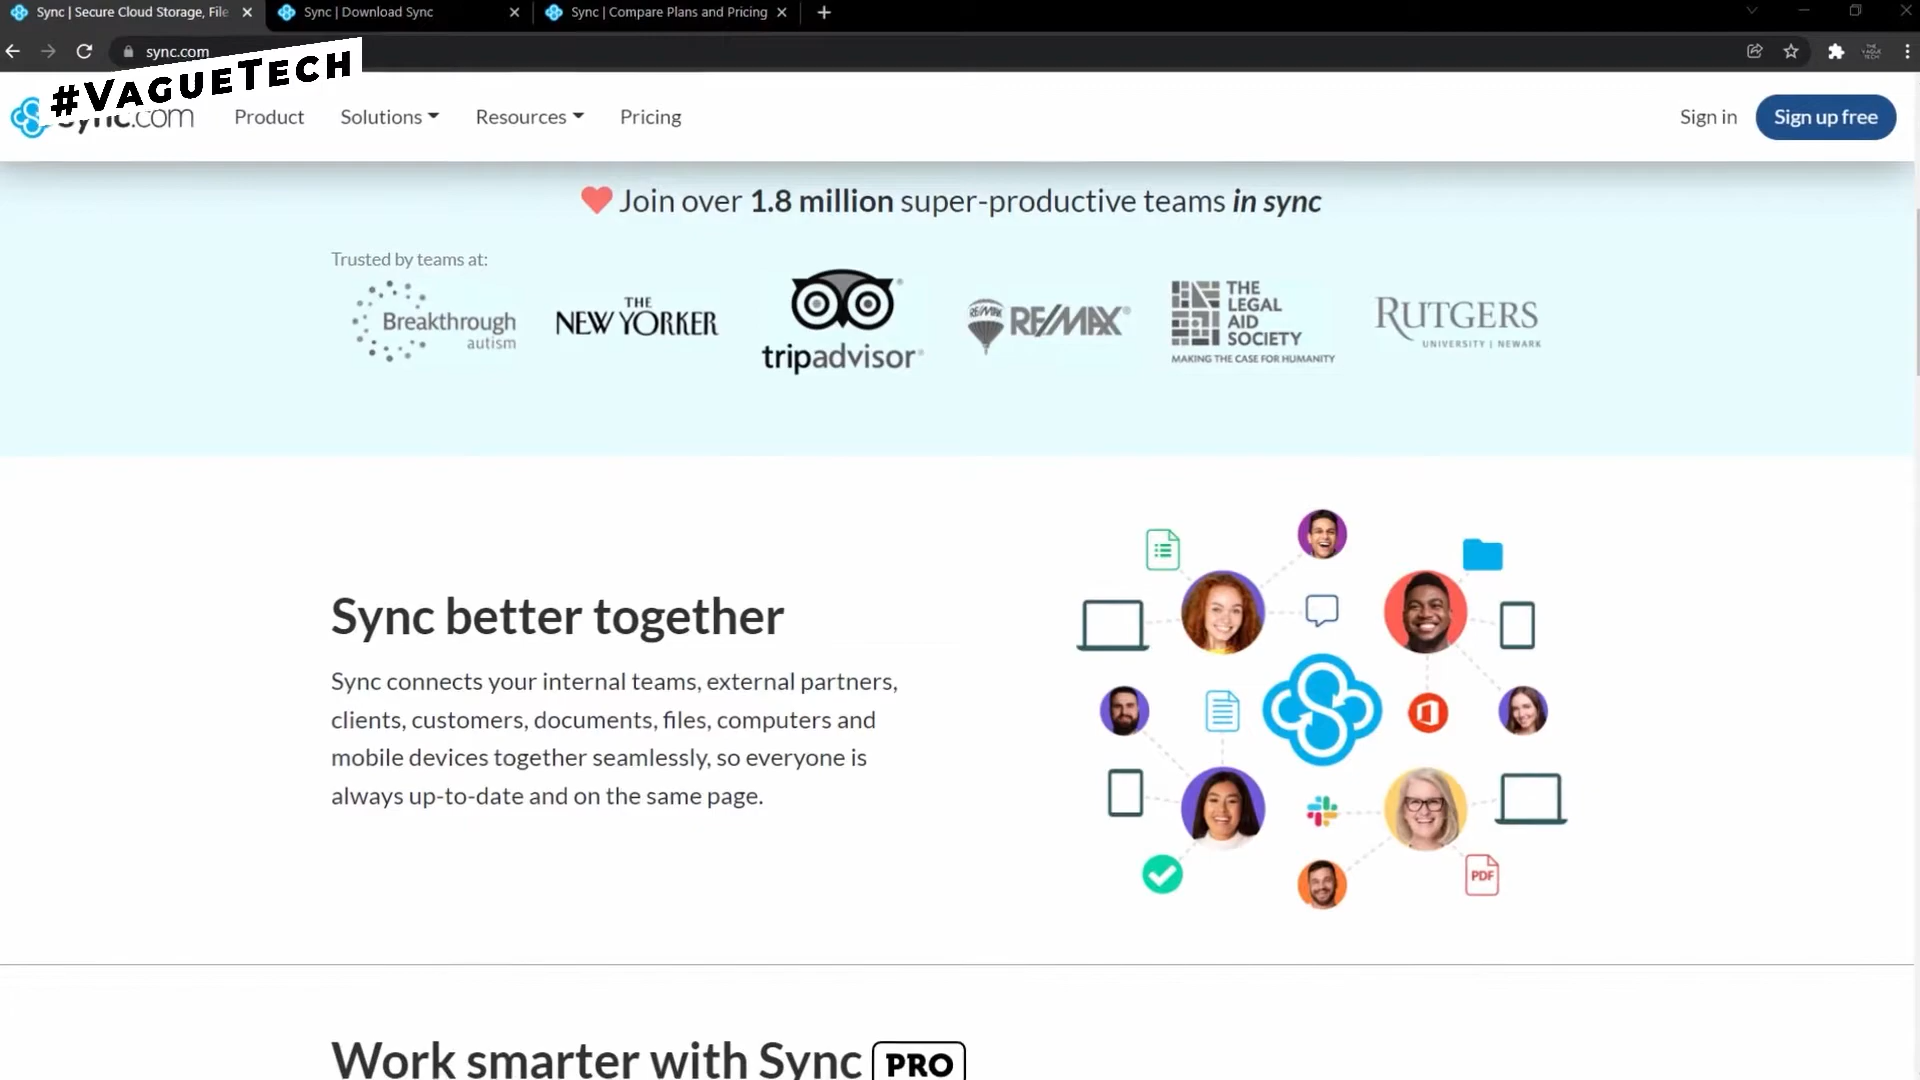 Sync | Secure Cloud Storage, File
Sync | Download Sync
Sync | Compare Plans and Pricing
sync.com
#VAGUETECH
sync.com
Product
Solutions
Resources
Pricing
Sign in
Sign up free
Join over 1.8 million super-productive teams in sync
Trusted by teams at:
Breakthrough
autism
THE
NEW YORKER
tripadvisor®
RE/MAX
RE/MAX®
THE
LEGAL
AID
SOCIETY
MAKING THE CASE FOR HUMANITY
RUTGERS
UNIVERSITY | NEWARK
Sync better together
Sync connects your internal teams, external partners,
clients, customers, documents, files, computers and
mobile devices together seamlessly, so everyone is
always up-to-date and on the same page.
PDF
Work smarter with Sync PRO